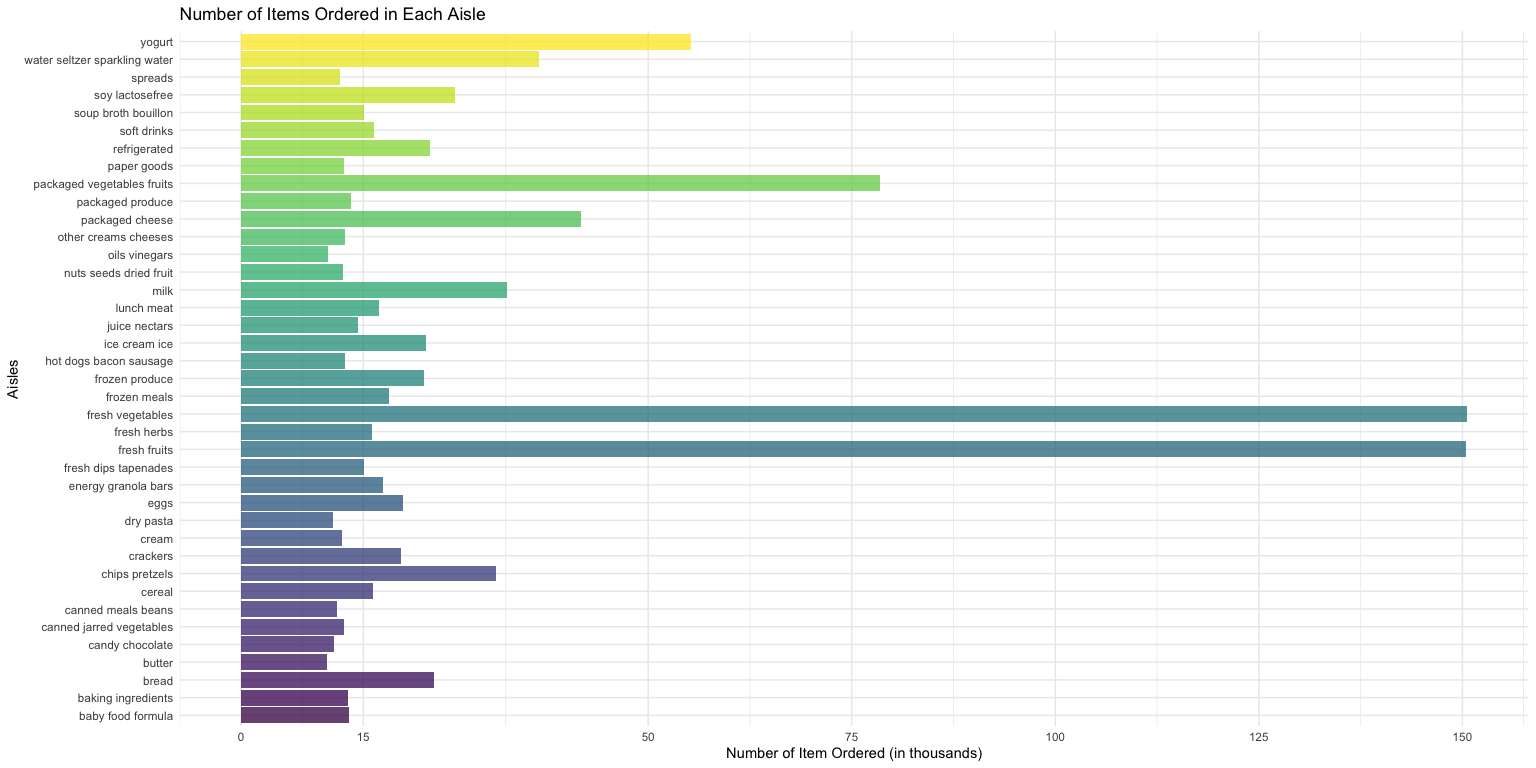 Number of Items Ordered in Each Aisle
yogurt
water seltzer sparkling water
spreads
soy lactosefree
soup broth bouillon
soft drinks
refrigerated
paper goods
packaged vegetables fruits
packaged produce
packaged cheese
other creams cheeses
oils vinegars
nuts seeds dried fruit
milk
lunch meat
juice nectars
ice cream ice
hot dogs bacon sausage
frozen produce
frozen meals
fresh vegetables
fresh herbs
fresh fruits
fresh dips tapenades
energy granola bars
eggs
dry pasta
cream
crackers
chips pretzels
cereal
canned meals beans
canned jarred vegetables
candy chocolate
butter
bread
baking ingredients
baby food formula
Aisles
0 15 50 75 100 125 150
Number of Item Ordered (in thousands)